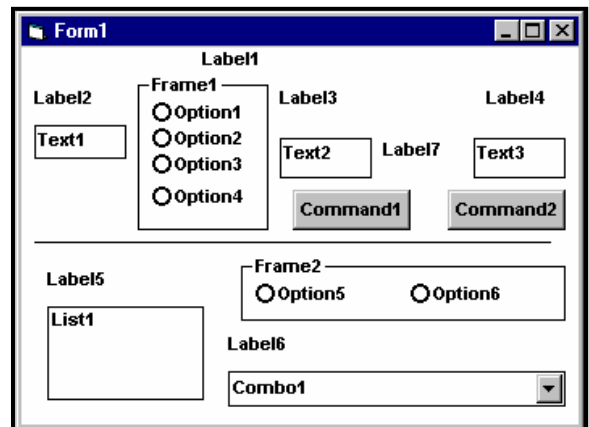 Form1
Label1
Label2
Frame1
Label3
Label4
Option1
Text1
Option2
Text2
Label7
Text3
Option3
Option4
Command1
Command2
Label5
Frame2
Option5
Option6
List1
Label6
Combo1